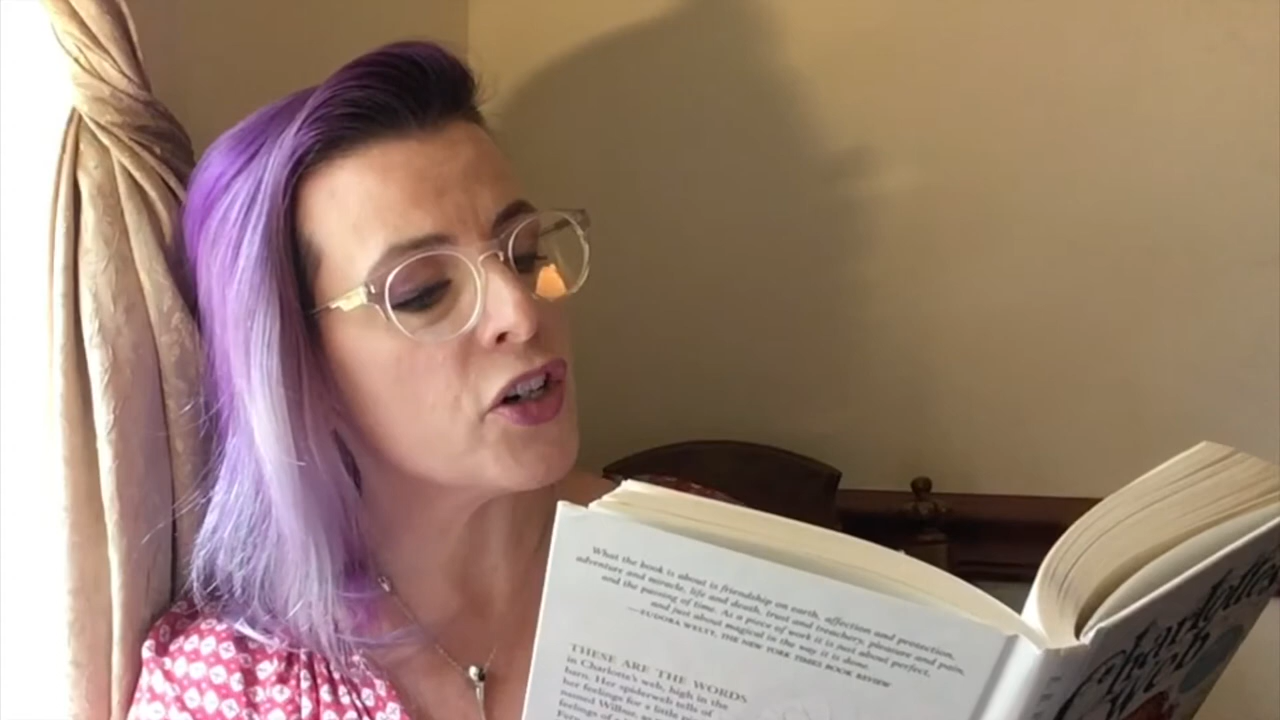 What the book is about is friendship on earth, affection and protection,
adventure and miracle, life and death, trust and treachery, pleasure and pain,
and the passing of time. As a piece of work it is just about perfect,
and just about magical in the way it is done.
—EUDORA WELTY, THE NEW YORK TIMES BOOK REVIEW
THESE ARE THE WORDS
in Charlotte's web, high in the
barn. Her spiderweb tells of
her feelings for a little pig
named Wilbur, as
feelings of a
Charlotte's
Web